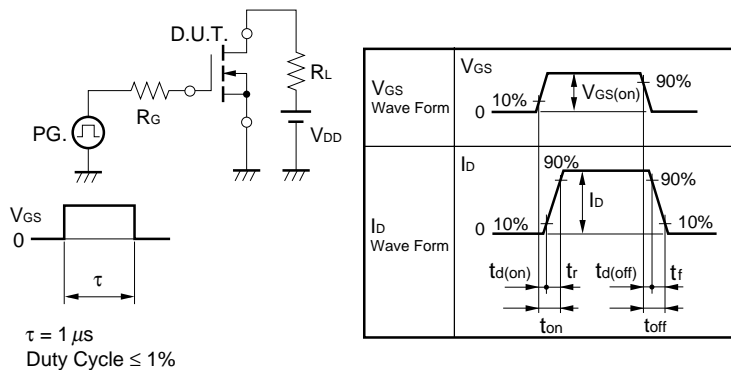 D.U.T.
RL
RG
PG.
VDD
VGS
0
τ
τ = 1 μs
Duty Cycle ≤ 1%
VGS
Wave Form
VGS
10%
0
VGS(on)
90%
ID
Wave Form
ID
90%
90%
ID
0
10%
10%
td(on)
tr
td(off)
tf
ton
toff